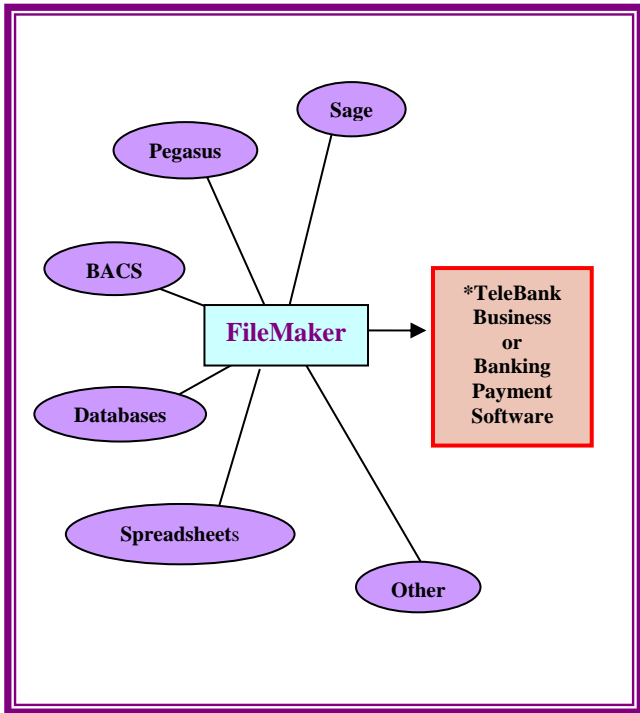 Sage
Pegasus
BACS
FileMaker
*TeleBank
Business
or
Banking
Payment
Software
Databases
Spreadsheets
Other